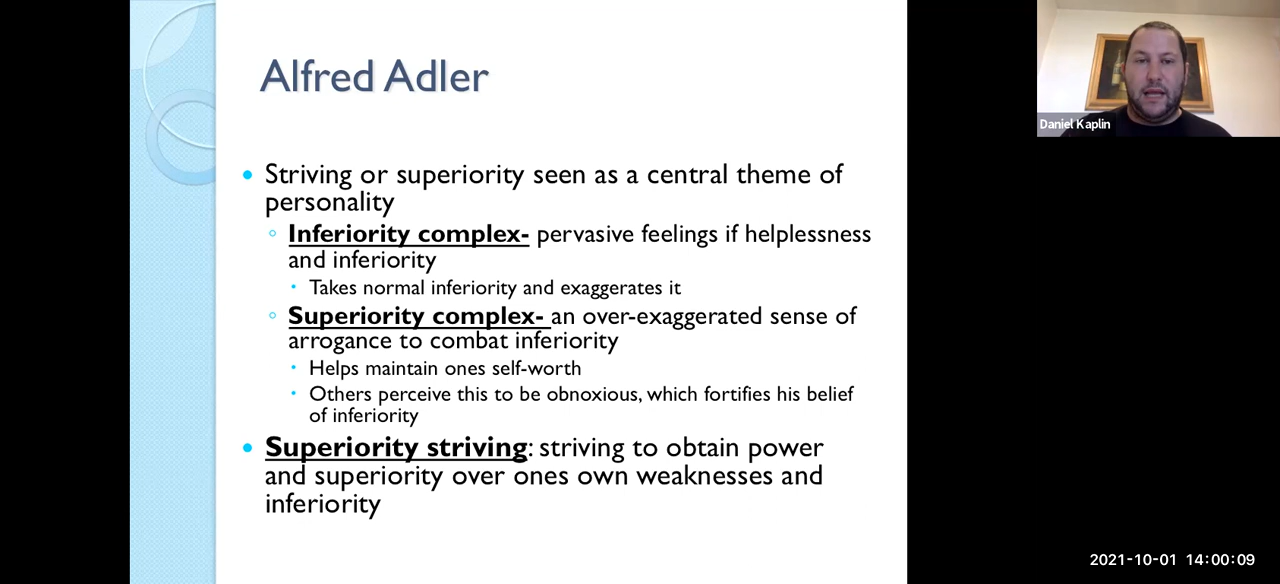 Alfred Adler
Striving or superiority seen as a central theme of
personality
Inferiority complex- pervasive feelings if helplessness
and inferiority
Takes normal inferiority and exaggerates it
Superiority complex- an over-exaggerated sense of
arrogance to combat inferiority
Helps maintain ones self-worth
Others perceive this to be obnoxious, which fortifies his belief
of inferiority
Superiority striving: striving to obtain power
and superiority over ones own weaknesses and
inferiority
Daniel Kaplin
2021-10-01 14:00:09